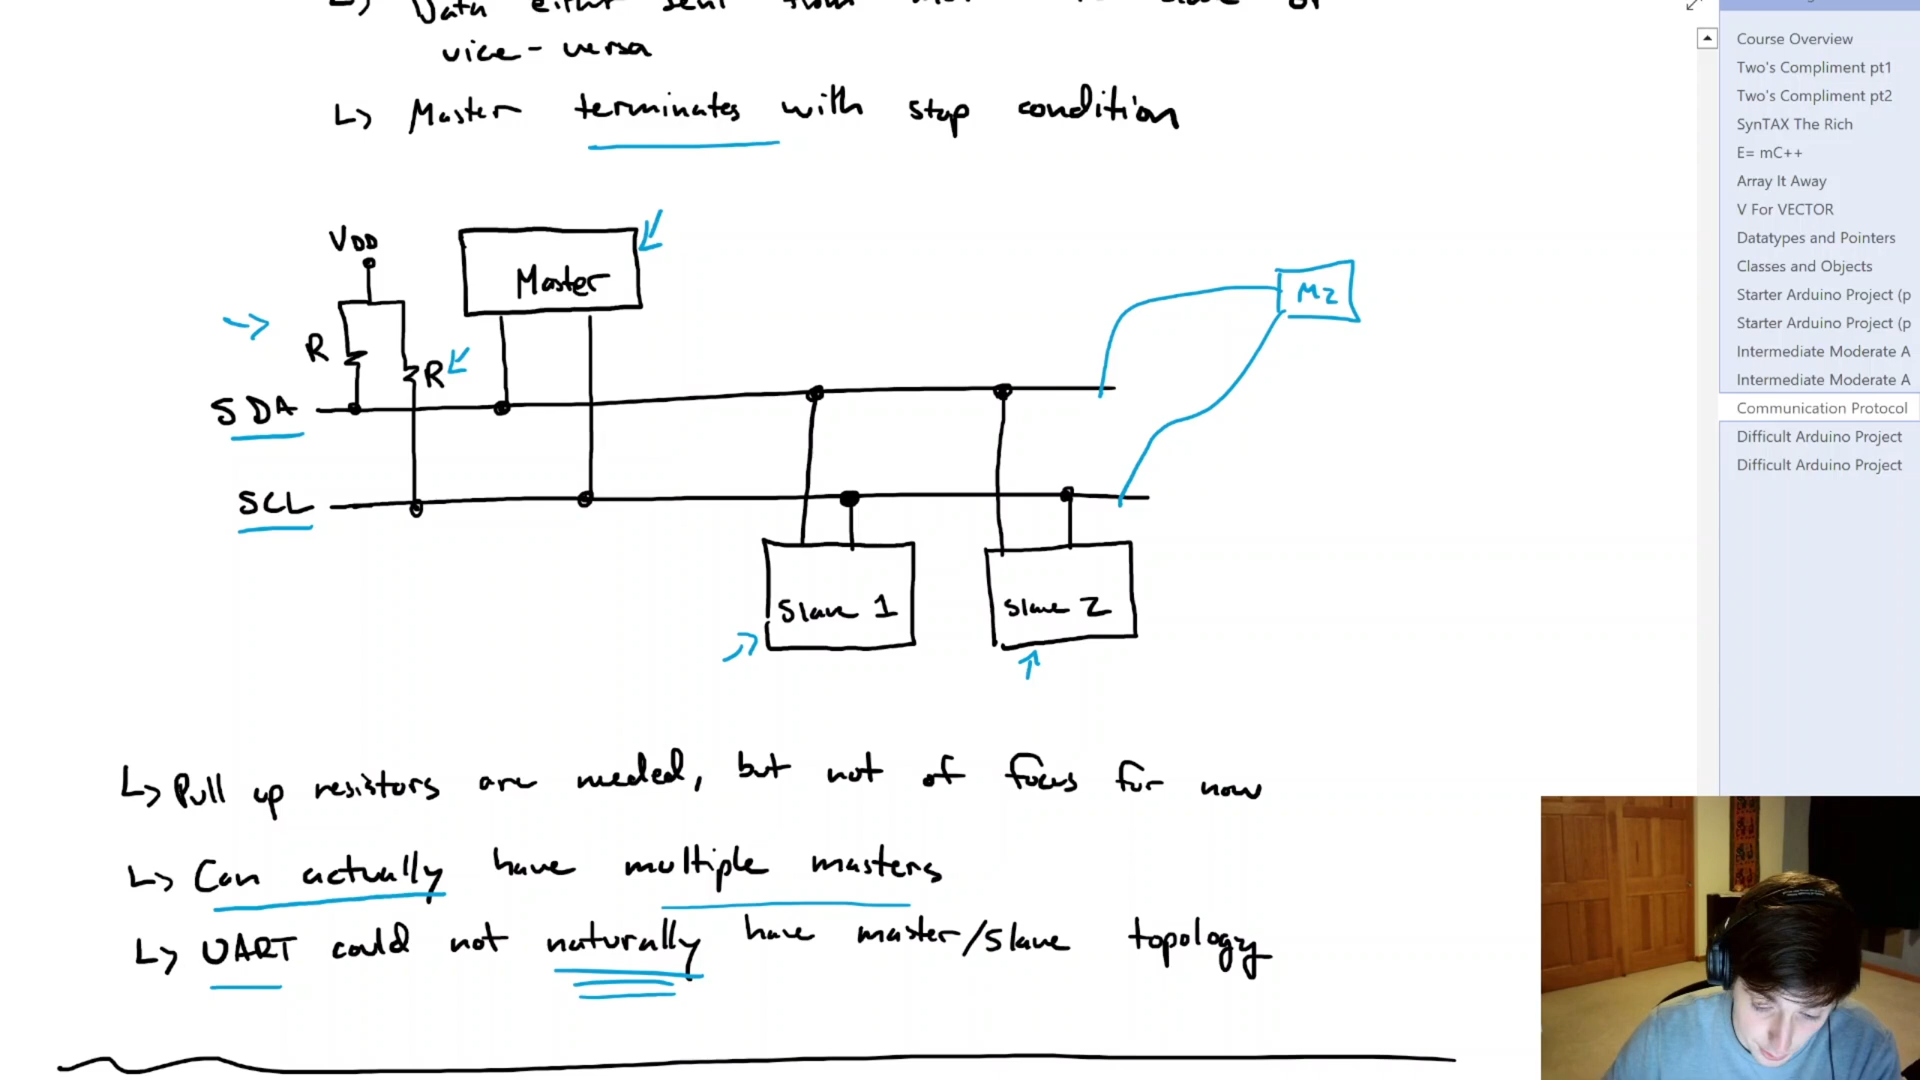 Data either sent from
vice-versa
↳ Master terminates with stop condition
VDD
Master
M2
R
R
SDA
SCL
Slave 1
Slave 2
↳ Pull up resistors are needed, but not of focus for now
↳ Can actually have multiple masters
↳ UART could not naturally have master/slave topology
Course Overview
Two's Compliment pt1
Two's Compliment pt2
SynTAX The Rich
E= mC++
Array It Away
V For VECTOR
Datatypes and Pointers
Classes and Objects
Starter Arduino Project (p
Starter Arduino Project (p
Intermediate Moderate A
Intermediate Moderate A
Communication Protocol
Difficult Arduino Project
Difficult Arduino Project